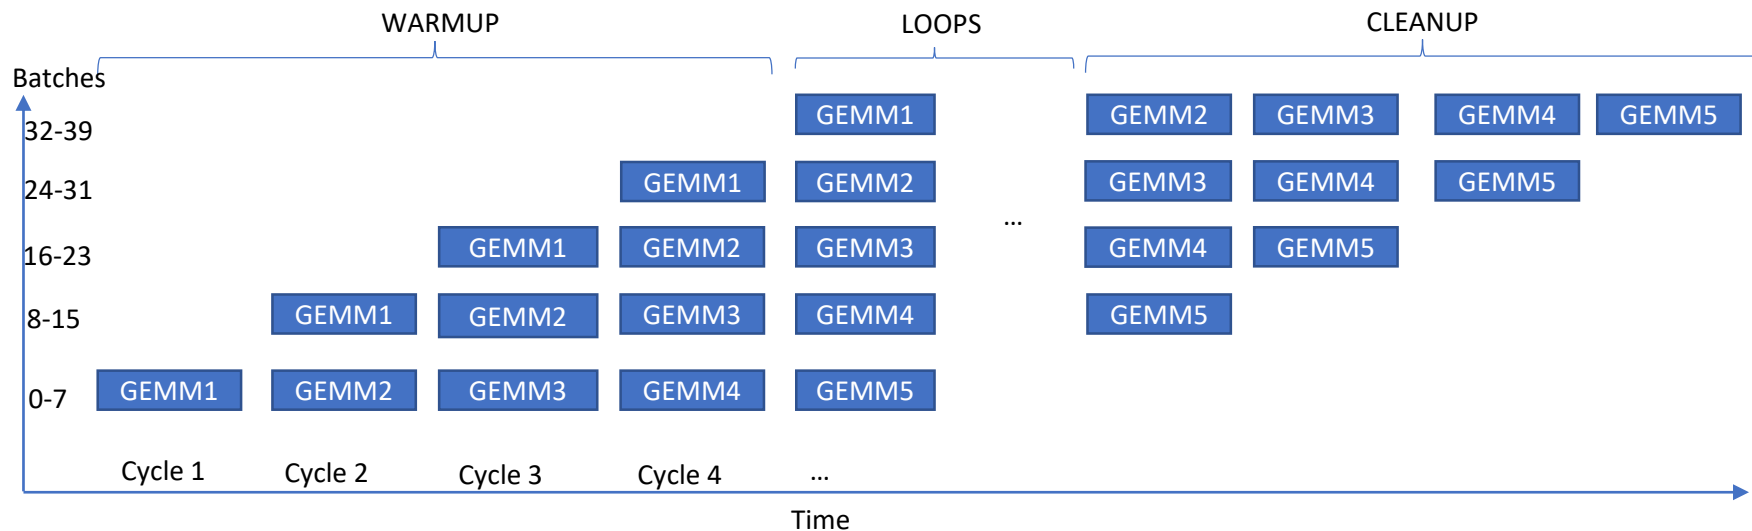 WARMUP LOOPS CLEANUP
Batches
32-39 GEMM1 GEMM2 GEMM3 GEMM4 GEMM5
24-31 GEMM1 GEMM2 GEMM3 GEMM4 GEMM5
...
16-23 GEMM1 GEMM2 GEMM3 GEMM4 GEMM5
8-15 GEMM1 GEMM2 GEMM3 GEMM4 GEMM5
0-7 GEMM1 GEMM2 GEMM3 GEMM4 GEMM5
Cycle 1 Cycle 2 Cycle 3 Cycle 4 ...
Time